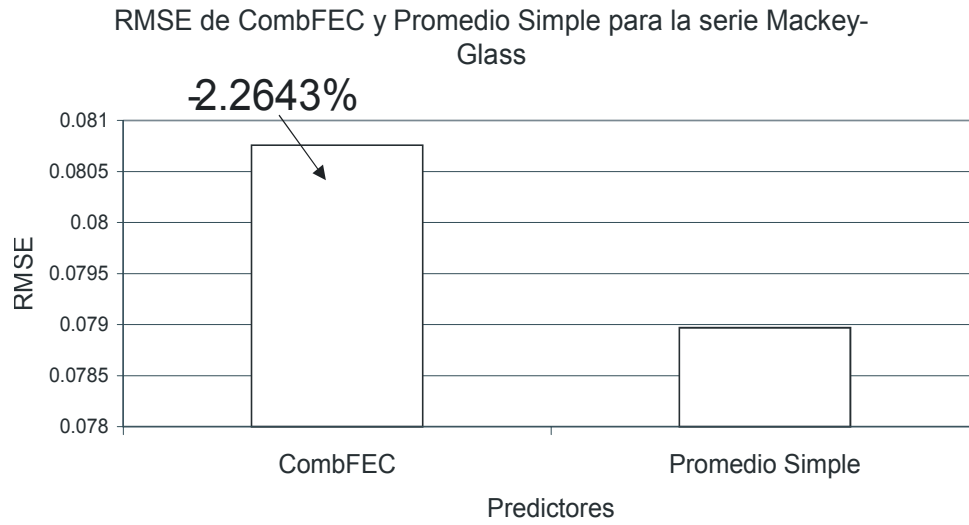 RMSE de CombFEC y Promedio Simple para la serie Mackey-
Glass
-2.2643%
0.081
0.0805
0.08
0.0795
0.079
0.0785
0.078
RMSE
CombFEC
Promedio Simple
Predictores